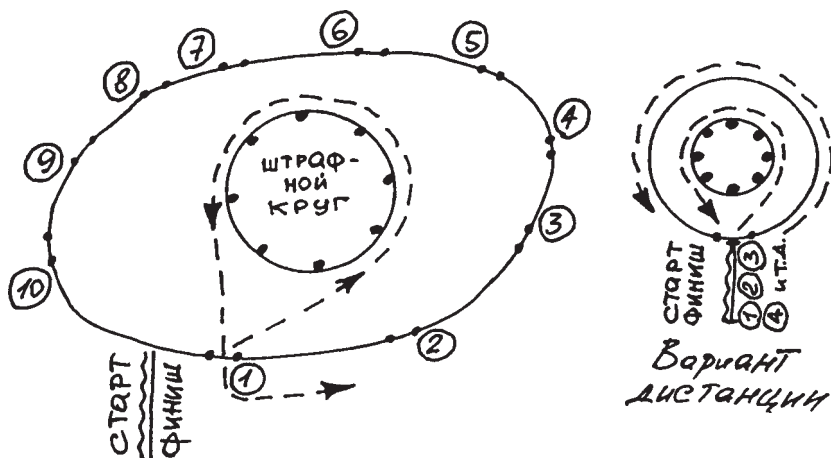 6
5
7
8
4
9
ШТРАФ-
НОЙ
КРУГ
3
10
2
1
СТАРТ
ФИНИШ
СТАРТ
ФИНИШ
1 2 3
4 и т.д.
Вариант
дистанции